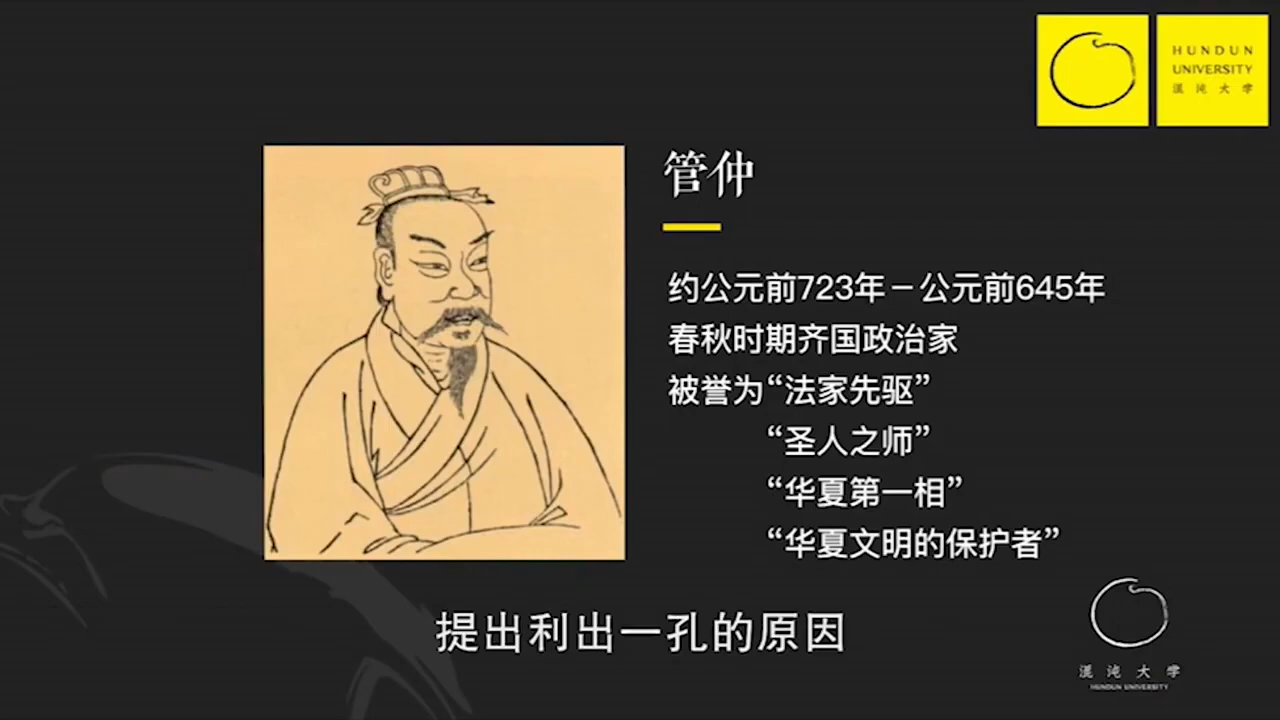 HUNDUN
UNIVERSITY
混沌大学
管仲
约公元前723年－公元前645年
春秋时期齐国政治家
被誉为“法家先驱”
“圣人之师”
“华夏第一相”
“华夏文明的保护者”
提出利出一孔的原因
混沌大学
HUNDUN UNIVERSITY